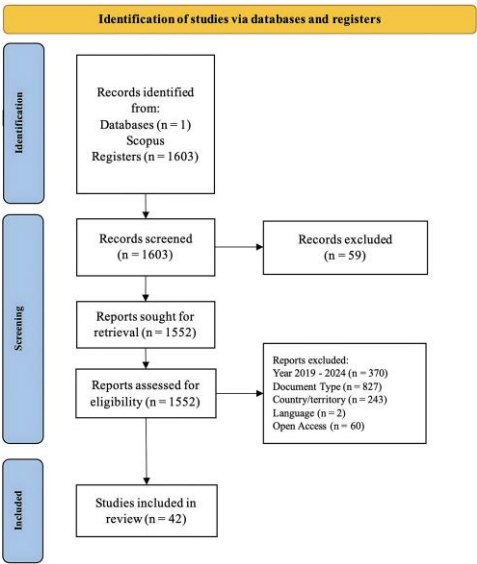 Identification of studies via databases and registers
Identification
Records identified
from:
Databases (n = 1)
Scopus
Registers (n = 1603)
Screening
Records screened
(n = 1603)
Records excluded
(n = 59)
Reports sought for
retrieval (n = 1552)
Reports assessed for
eligibility (n = 1552)
Reports excluded:
Year 2019 - 2024 (n = 370)
Document Type (n = 827)
Country/territory (n = 243)
Language (n = 2)
Open Access (n = 60)
Included
Studies included in
review (n = 42)